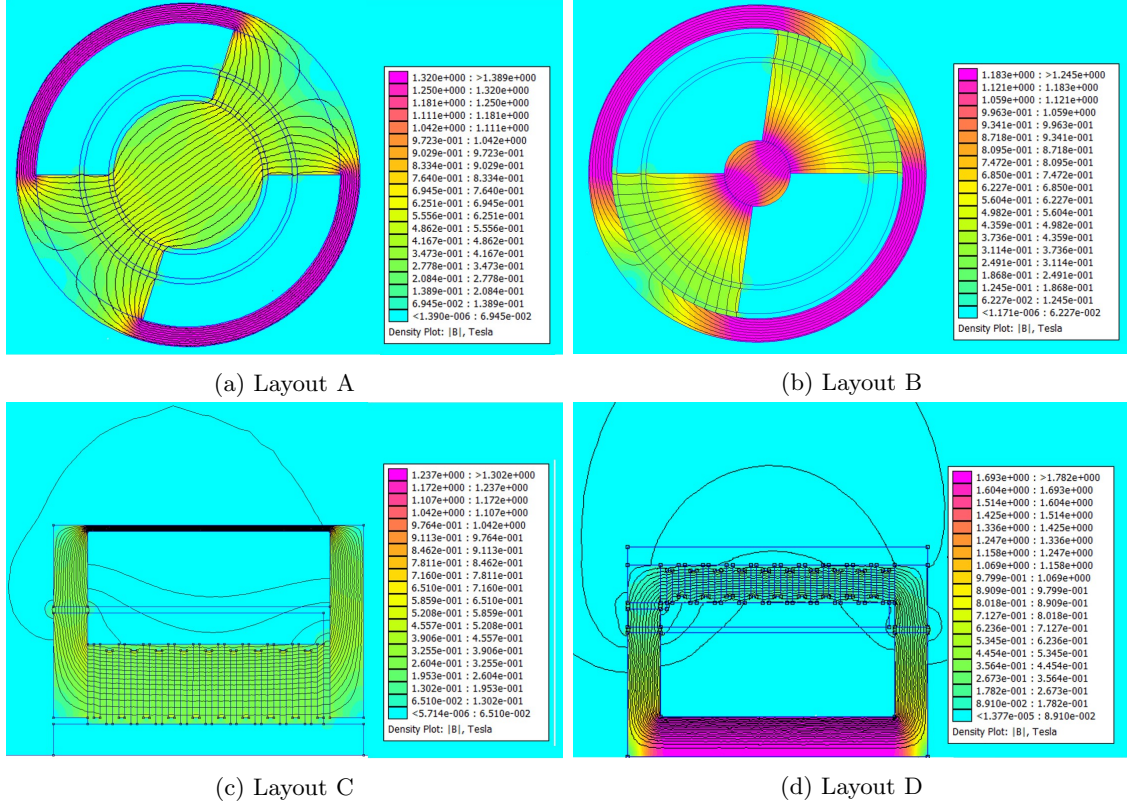 1.320e+000 : >1.389e+000
1.250e+000 : 1.320e+000
1.181e+000 : 1.250e+000
1.111e+000 : 1.181e+000
1.042e+000 : 1.111e+000
9.723e-001 : 1.042e+000
9.029e-001 : 9.723e-001
8.334e-001 : 9.029e-001
7.640e-001 : 8.334e-001
6.945e-001 : 7.640e-001
6.251e-001 : 6.945e-001
5.556e-001 : 6.251e-001
4.862e-001 : 5.556e-001
4.167e-001 : 4.862e-001
3.473e-001 : 4.167e-001
2.778e-001 : 3.473e-001
2.084e-001 : 2.778e-001
1.389e-001 : 2.084e-001
6.945e-002 : 1.389e-001
<1.390e-006 : 6.945e-002
Density Plot: |B|, Tesla
(a) Layout A
1.183e+000 : >1.245e+000
1.121e+000 : 1.183e+000
1.059e+000 : 1.121e+000
9.963e-001 : 1.059e+000
9.341e-001 : 9.963e-001
8.718e-001 : 9.341e-001
8.095e-001 : 8.718e-001
7.472e-001 : 8.095e-001
6.850e-001 : 7.472e-001
6.227e-001 : 6.850e-001
5.604e-001 : 6.227e-001
4.982e-001 : 5.604e-001
4.359e-001 : 4.982e-001
3.736e-001 : 4.359e-001
3.114e-001 : 3.736e-001
2.491e-001 : 3.114e-001
1.868e-001 : 2.491e-001
1.245e-001 : 1.868e-001
6.227e-002 : 1.245e-001
<1.171e-006 : 6.227e-002
Density Plot: |B|, Tesla
(b) Layout B
1.237e+000 : >1.302e+000
1.172e+000 : 1.237e+000
1.107e+000 : 1.172e+000
1.042e+000 : 1.107e+000
9.764e-001 : 1.042e+000
9.113e-001 : 9.764e-001
8.462e-001 : 9.113e-001
7.811e-001 : 8.462e-001
7.160e-001 : 7.811e-001
6.510e-001 : 7.160e-001
5.859e-001 : 6.510e-001
5.208e-001 : 5.859e-001
4.557e-001 : 5.208e-001
3.906e-001 : 4.557e-001
3.255e-001 : 3.906e-001
2.604e-001 : 3.255e-001
1.953e-001 : 2.604e-001
1.302e-001 : 1.953e-001
6.510e-002 : 1.302e-001
<5.714e-006 : 6.510e-002
Density Plot: |B|, Tesla
(c) Layout C
1.693e+000 : >1.782e+000
1.604e+000 : 1.693e+000
1.514e+000 : 1.604e+000
1.425e+000 : 1.514e+000
1.336e+000 : 1.425e+000
1.247e+000 : 1.336e+000
1.158e+000 : 1.247e+000
1.069e+000 : 1.158e+000
9.799e-001 : 1.069e+000
8.909e-001 : 9.799e-001
8.018e-001 : 8.909e-001
7.127e-001 : 8.018e-001
6.236e-001 : 7.127e-001
5.345e-001 : 6.236e-001
4.454e-001 : 5.345e-001
3.564e-001 : 4.454e-001
2.673e-001 : 3.564e-001
1.782e-001 : 2.673e-001
8.910e-002 : 1.782e-001
<1.377e-005 : 8.910e-002
Density Plot: |B|, Tesla
(d) Layout D